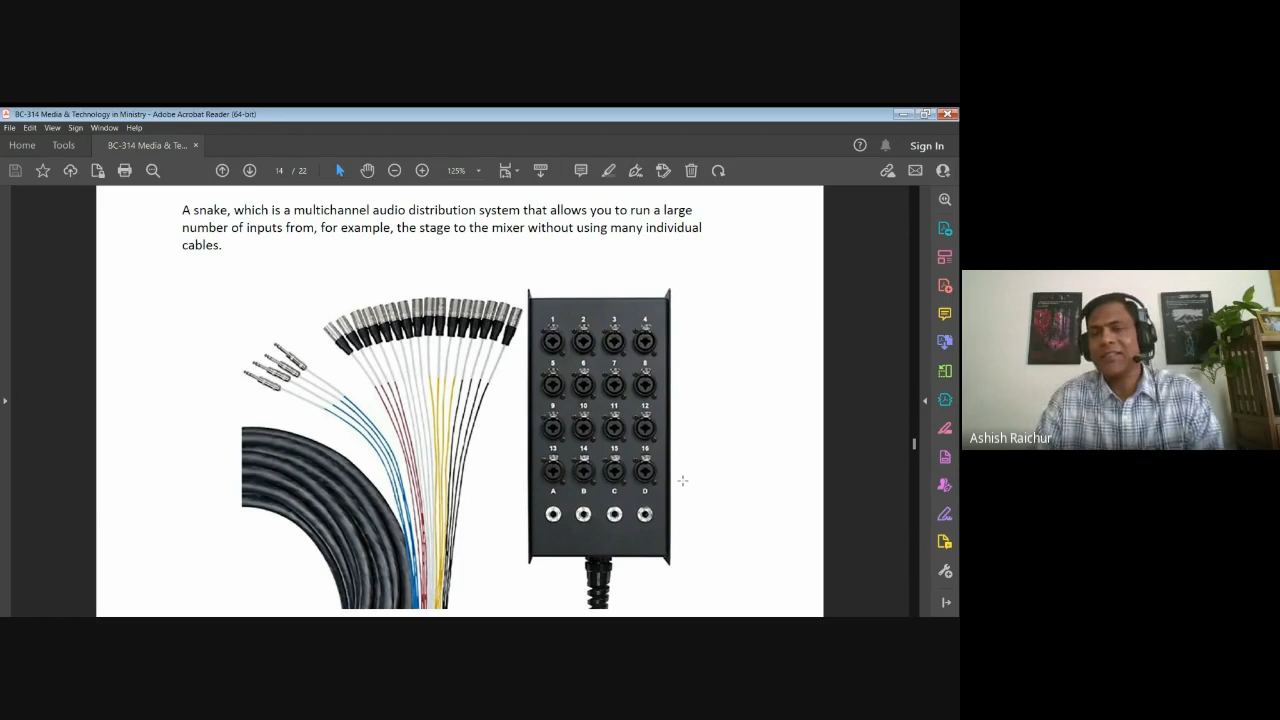 BC-314 Media & Technology in Ministry - Adobe Acrobat Reader (64-bit)
File Edit View Sign Window Help
Home Tools BC-314 Media & Te... × Sign In
14 / 22 125%
A snake, which is a multichannel audio distribution system that allows you to run a large
number of inputs from, for example, the stage to the mixer without using many individual
cables.
1 2 3 4
5 6 7 8
9 10 11 12
13 14 15 16
A B C D
Ashish Raichur